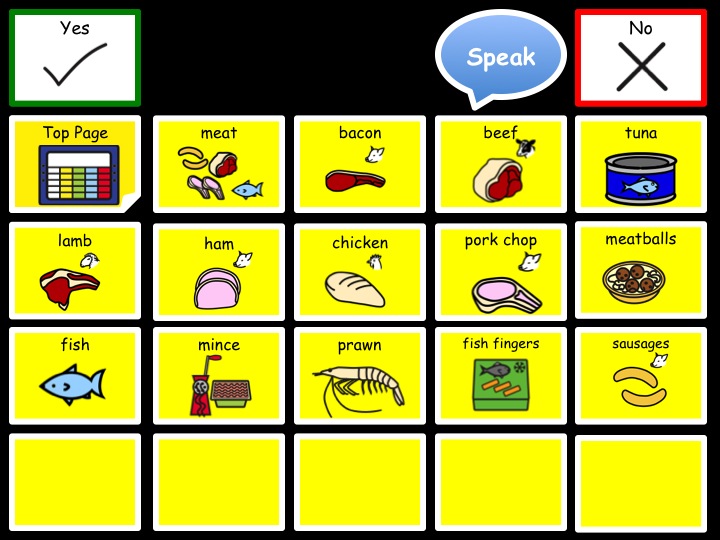 Yes
Speak
No
Top Page
meat
bacon
beef
tuna
lamb
ham
chicken
pork chop
meatballs
fish
mince
prawn
fish fingers
sausages